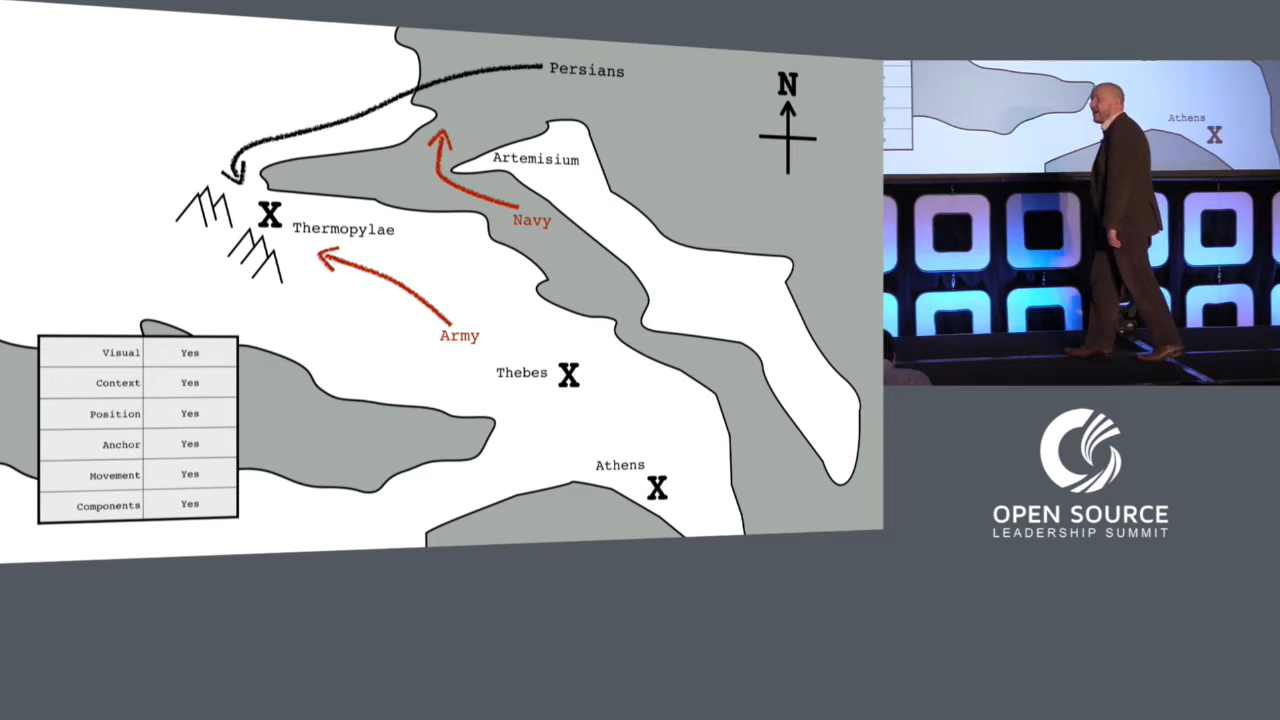 Persians
N
Artemisium
Navy
Thermopylae
Army
Thebes X
Athens
X
X
Visual Yes
Context Yes
Position Yes
Anchor Yes
Movement Yes
Components Yes
Athens
X
OPEN SOURCE
LEADERSHIP SUMMIT